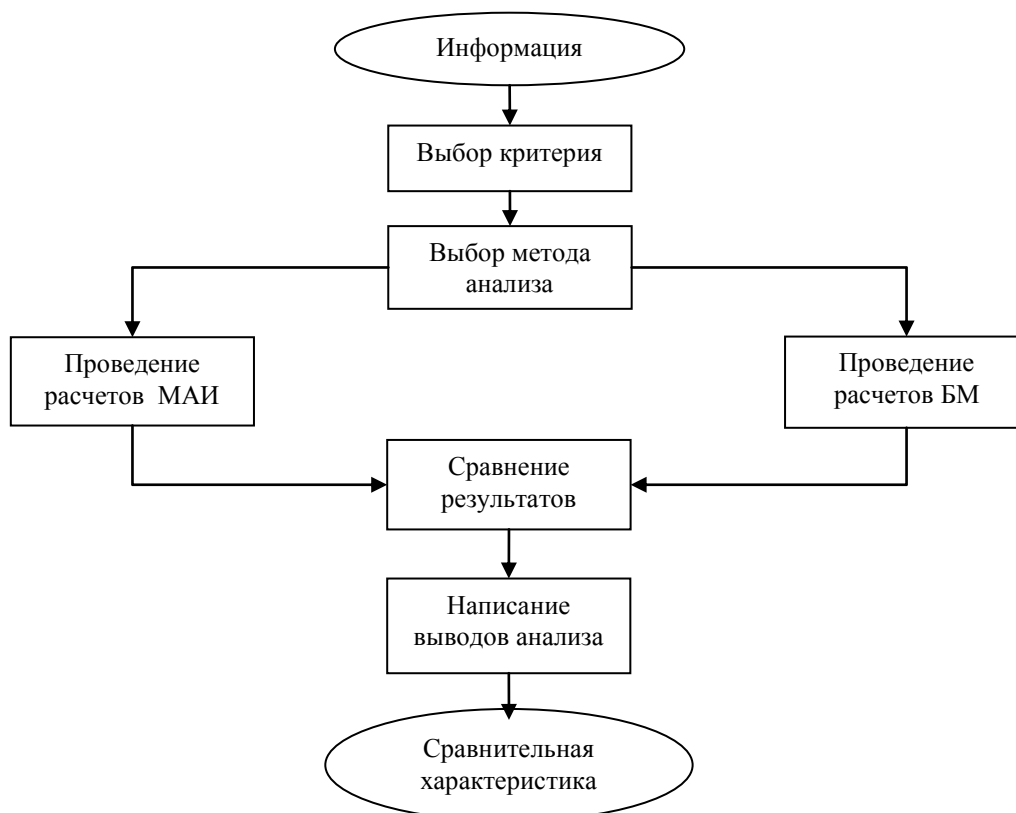 Информация
Выбор критерия
Выбор метода
анализа
Проведение
расчетов МАИ
Проведение
расчетов БМ
Сравнение
результатов
Написание
выводов анализа
Сравнительная
характеристика